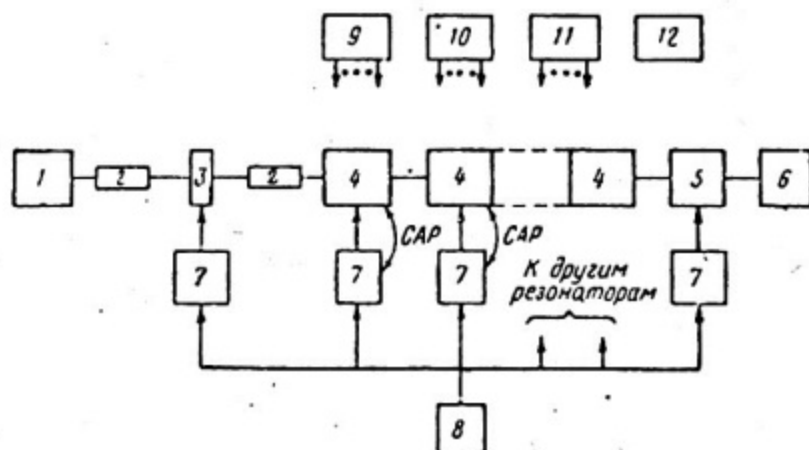 9 10 11 12
1 2 3 2 4 4 4 5 6
САР САР
7 7 7 7
К другим
резонаторам
8